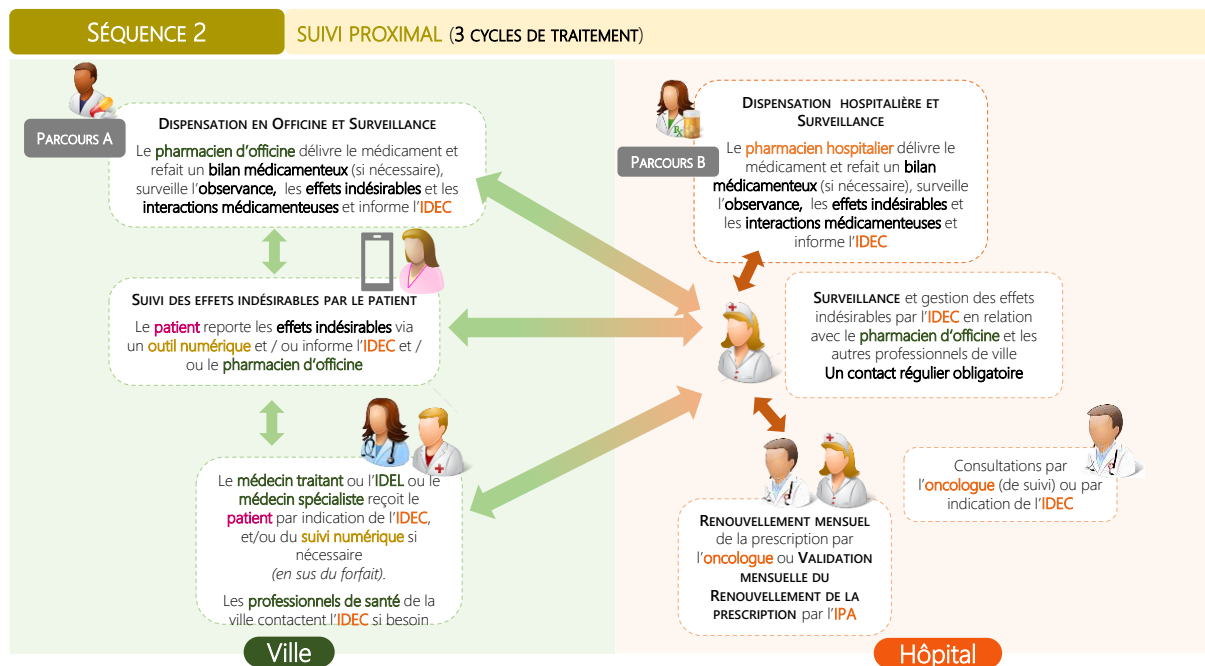 SÉQUENCE 2
SUIVI PROXIMAL (3 CYCLES DE TRAITEMENT)
PARCOURS A
DISPENSATION EN OFFICINE ET SURVEILLANCE
Le pharmacien d'officine délivre le médicament et
refait un bilan médicamenteux (si nécessaire),
surveille l'observance, les effets indésirables et les
interactions médicamenteuses et informe l'IDEC
SUIVI DES EFFETS INDÉSIRABLES PAR LE PATIENT
Le patient reporte les effets indésirables via
un outil numérique et / ou informe l'IDEC et /
ou le pharmacien d'officine
Le médecin traitant ou l'IDEL ou le
médecin spécialiste reçoit le
patient par indication de l'IDEC,
et/ou du suivi numérique si
nécessaire
(en sus du forfait).
Les professionnels de santé de la
ville contactent l'IDEC si besoin
Ville
PARCOURS B
DISPENSATION HOSPITALIÈRE ET
SURVEILLANCE
Le pharmacien hospitalier délivre le
médicament et refait un bilan
médicamenteux (si nécessaire), surveille
l'observance, les effets indésirables et
les interactions médicamenteuses et
informe l'IDEC
SURVEILLANCE et gestion des effets
indésirables par l'IDEC en relation
avec le pharmacien d'officine et les
autres professionnels de ville
Un contact régulier obligatoire
Consultations par
l'oncologue (de suivi) ou par
indication de l'IDEC
RENOUVELLEMENT MENSUEL
de la prescription par
l'oncologue ou VALIDATION
MENSUELLE DU
RENOUVELLEMENT DE LA
PRESCRIPTION par l'IPA
Hôpital